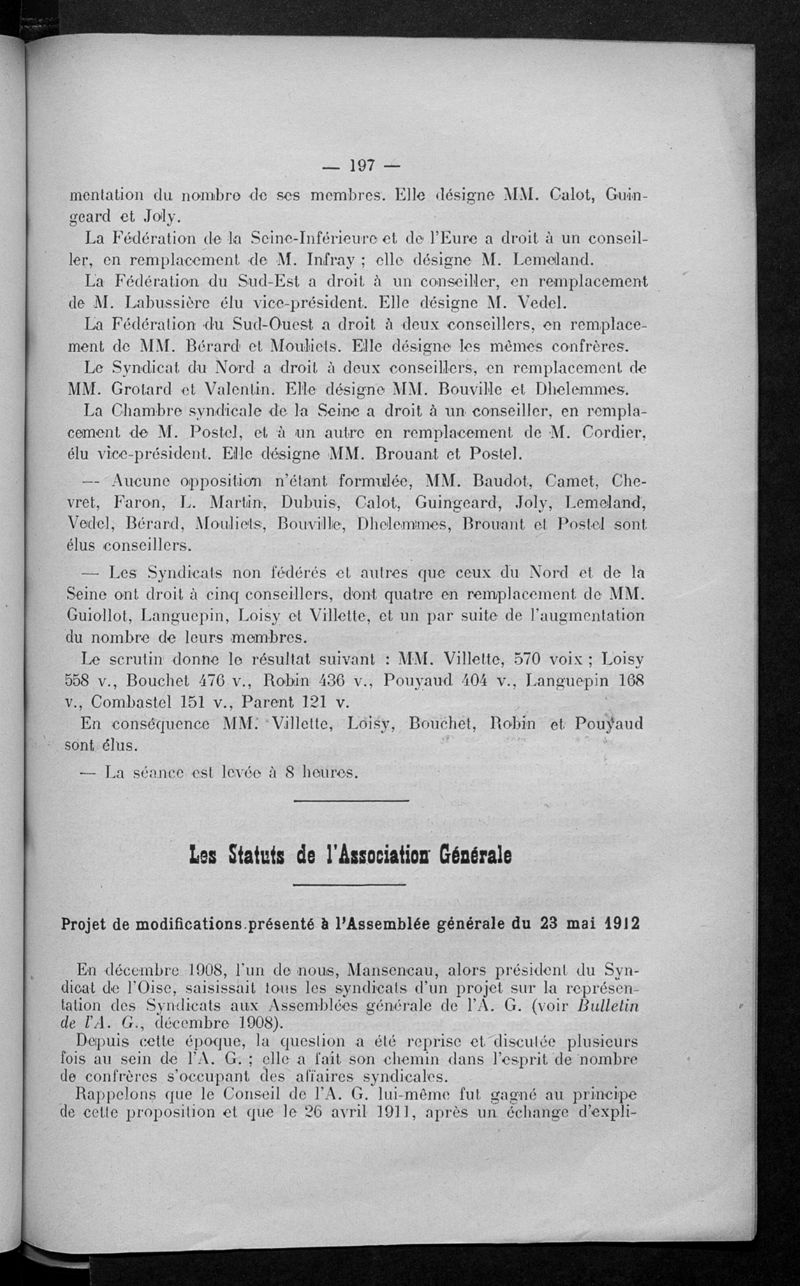 — 197 —
mentation du nombre de ses membres. Elle désigne MM. Calot, Guin-
geard et Joly.
La Fédération de la Seine-Inférieure et de l'Eure a droit à un conseil-
ler, en remplacement de M. Infray ; elle désigne M. Lemeland.
La Fédération du Sud-Est a droit à un conseiller, en remplacement
de M. Labussière élu vice-président. Elle désigne M. Vedel.
La Fédération du Sud-Ouest a droit à deux conseillers, en remplace-
ment de MM. Bérard et Mouliets. Elle désigne les mêmes confrères.
Le Syndicat du Nord a droit à deux conseillers, en remplacement de
MM. Grotard et Valentin. Elle désigne MM. Bouville et Dhelemmes.
La Chambre syndicale de la Seine a droit à un conseiller, en rempla-
cement de M. Postel, et à un autre en remplacement de M. Cordier,
élu vice-président. Elle désigne MM. Brouant et Postel.
— Aucune opposition n'étant formulée, MM. Baudot, Camet, Che-
vret, Faron, L. Martin, Dubuis, Calot, Guingeard, Joly, Lemeland,
Vedel, Bérard, Mouliets, Bouville, Dhelemmes, Brouant et Postel sont
élus conseillers.
— Les Syndicats non fédérés et autres que ceux du Nord et de la
Seine ont droit à cinq conseillers, dont quatre en remplacement de MM.
Guiollot, Languepin, Loisy et Villette, et un par suite de l'augmentation
du nombre de leurs membres.
Le scrutin donne le résultat suivant : MM. Villette, 570 voix ; Loisy
558 v., Bouchet 476 v., Robin 436 v., Pouyaud 404 v., Languepin 168
v., Combastel 151 v., Parent 121 v.
En conséquence MM. Villette, Loisy, Bouchet, Robin et Pouyaud
sont élus.
— La séance est levée à 8 heures.
Les Statuts de l'Association Générale
Projet de modifications présenté à l'Assemblée générale du 23 mai 1912
En décembre 1908, l'un de nous, Mansencau, alors président du Syn-
dicat de l'Oise, saisissait tous les syndicats d'un projet sur la représen-
tation des Syndicats aux Assemblées générale de l'A. G. (voir Bulletin
de l'A. G., décembre 1908).
Depuis cette époque, la question a été reprise et discutée plusieurs
fois au sein de l'A. G. ; elle a fait son chemin dans l'esprit de nombre
de confrères s'occupant des affaires syndicales.
Rappelons que le Conseil de l'A. G. lui-même fut gagné au principe
de cette proposition et que le 26 avril 1911, après un échange d'expli-